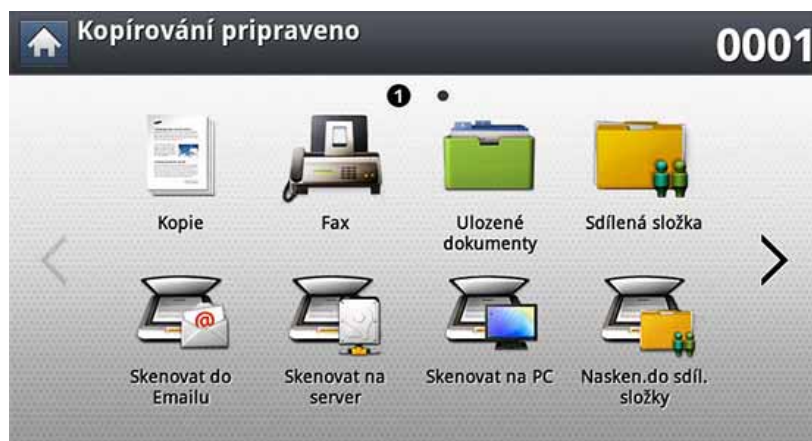 Kopírování pripraveno
0001
1
Kopie
Fax
Ulozené
dokumenty
Sdílená složka
Skenovat do
Emailu
Skenovat na
server
Skenovat na PC
Nasken.do sdíl.
složky
@